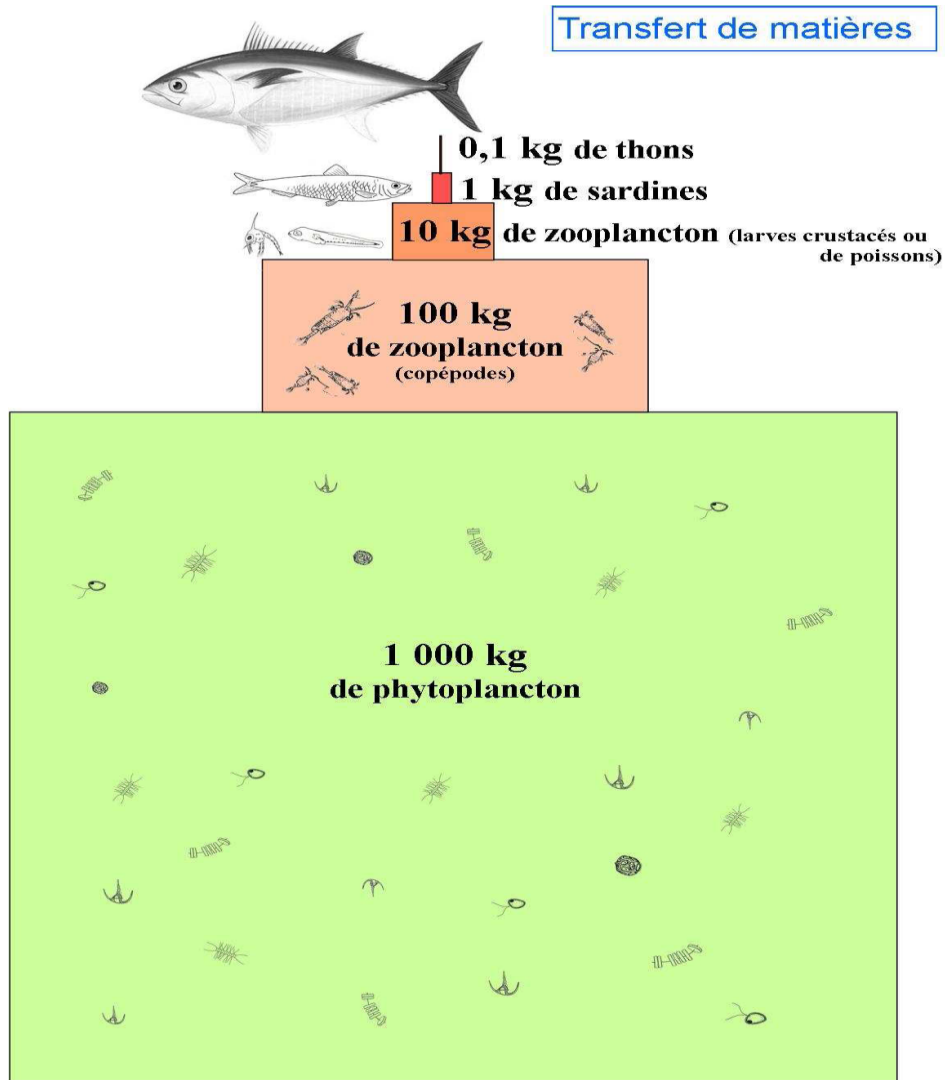 Transfert de matières
0,1 kg de thons
1 kg de sardines
10 kg de zooplancton (larves crustacés ou
de poissons)
100 kg
de zooplancton
(copépodes)
1 000 kg
de phytoplancton